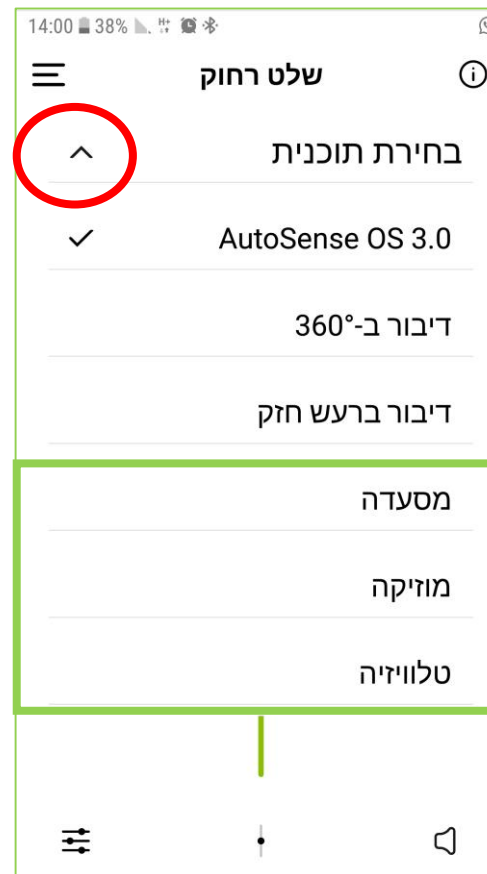 14:00 38% H+
שלט רחוק
בחירת תוכנית
AutoSense OS 3.0
דיבור ב-360°
דיבור ברעש חזק
מסעדה
מוזיקה
טלוויזיה